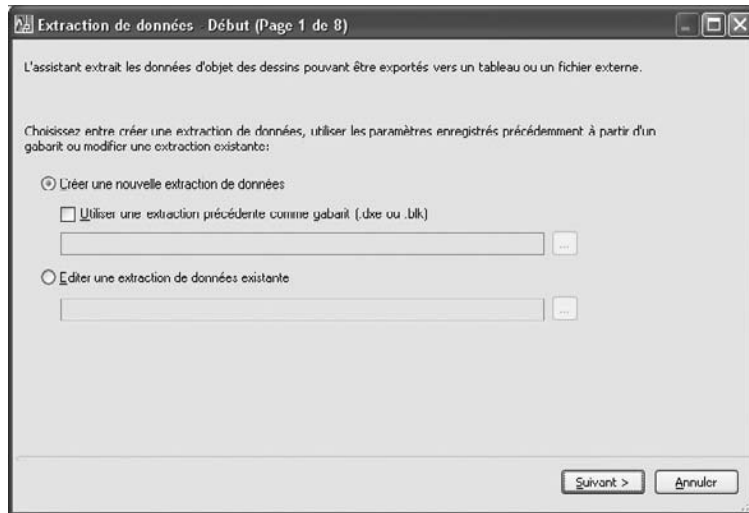 Extraction de données - Début (Page 1 de 8)
L'assistant extrait les données d'objet des dessins pouvant être exportés vers un tableau ou un fichier externe.
Choisissez entre créer une extraction de données, utiliser les paramètres enregistrés précédemment à partir d'un
gabarit ou modifier une extraction existante:
Créer une nouvelle extraction de données
Utiliser une extraction précédente comme gabarit (.dxe ou .blk)
...
Editer une extraction de données existante
...
Suivant >
Annuler